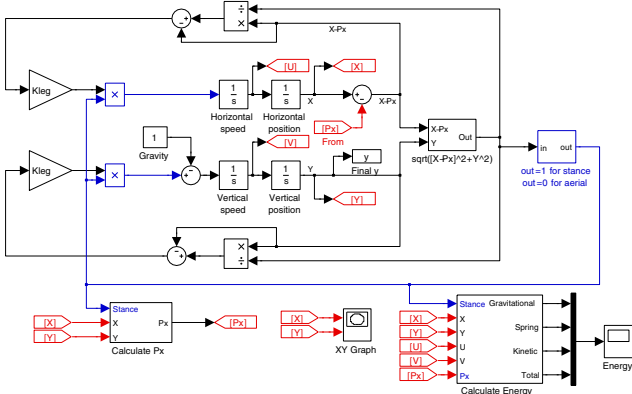 ÷
×
X-Px
[U]
[X]
Kleg
×
1
s
1
s
X
X-Px
Horizontal
speed
Horizontal
position
[Px]
From
X-Px
Y
Out
sqrt([X-Px]^2+Y^2)
in
out
out=1 for stance
out=0 for aerial
1
Gravity
[V]
Kleg
×
1
s
1
s
Y
y
Final y
Vertical
speed
Vertical
position
[Y]
×
÷
Stance
[X]
X
[Y]
Y
Px
[Px]
Calculate Px
[X]
[Y]
XY Graph
Stance
Gravitational
[X]
X
[Y]
Y
Spring
[U]
U
[V]
V
Kinetic
[Px]
Px
Total
Calculate Energy
Energy